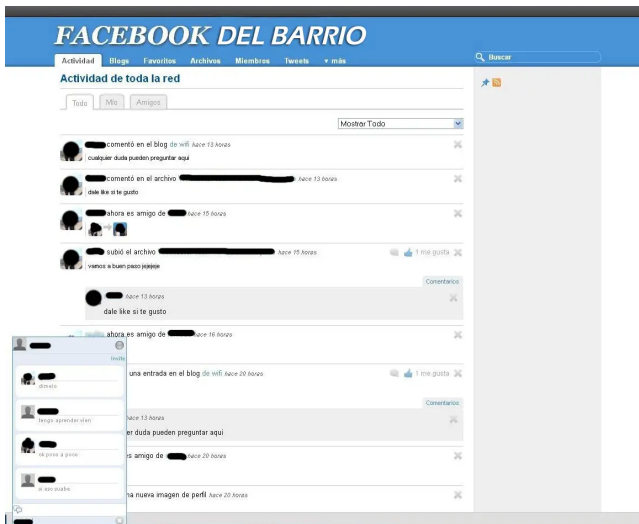 FACEBOOK DEL BARRIO
Actividad Blogs Favoritos Archivos Miembros Tweets ▾ más
Buscar
Actividad de toda la red
Todo Mío Amigos
Mostrar Todo
comentó en el blog de wifi hace 13 horas
cualquier duda pueden preguntar aqui
comentó en el archivo hace 13 horas
dale like si te gusto
ahora es amigo de hace 15 horas
subió el archivo hace 15 horas
1 me gusta
vamos a buen paso jejejeje
Comentarios
hace 13 horas
dale like si te gusto
ahora es amigo de hace 16 horas
una entrada en el blog de wifi hace 20 horas
1 me gusta
Comentarios
hace 13 horas
er duda pueden preguntar aqui
es amigo de hace 20 horas
na nueva imagen de perfil hace 20 horas
Invite
dimelo
tengo aprender vien
ok poco a poco